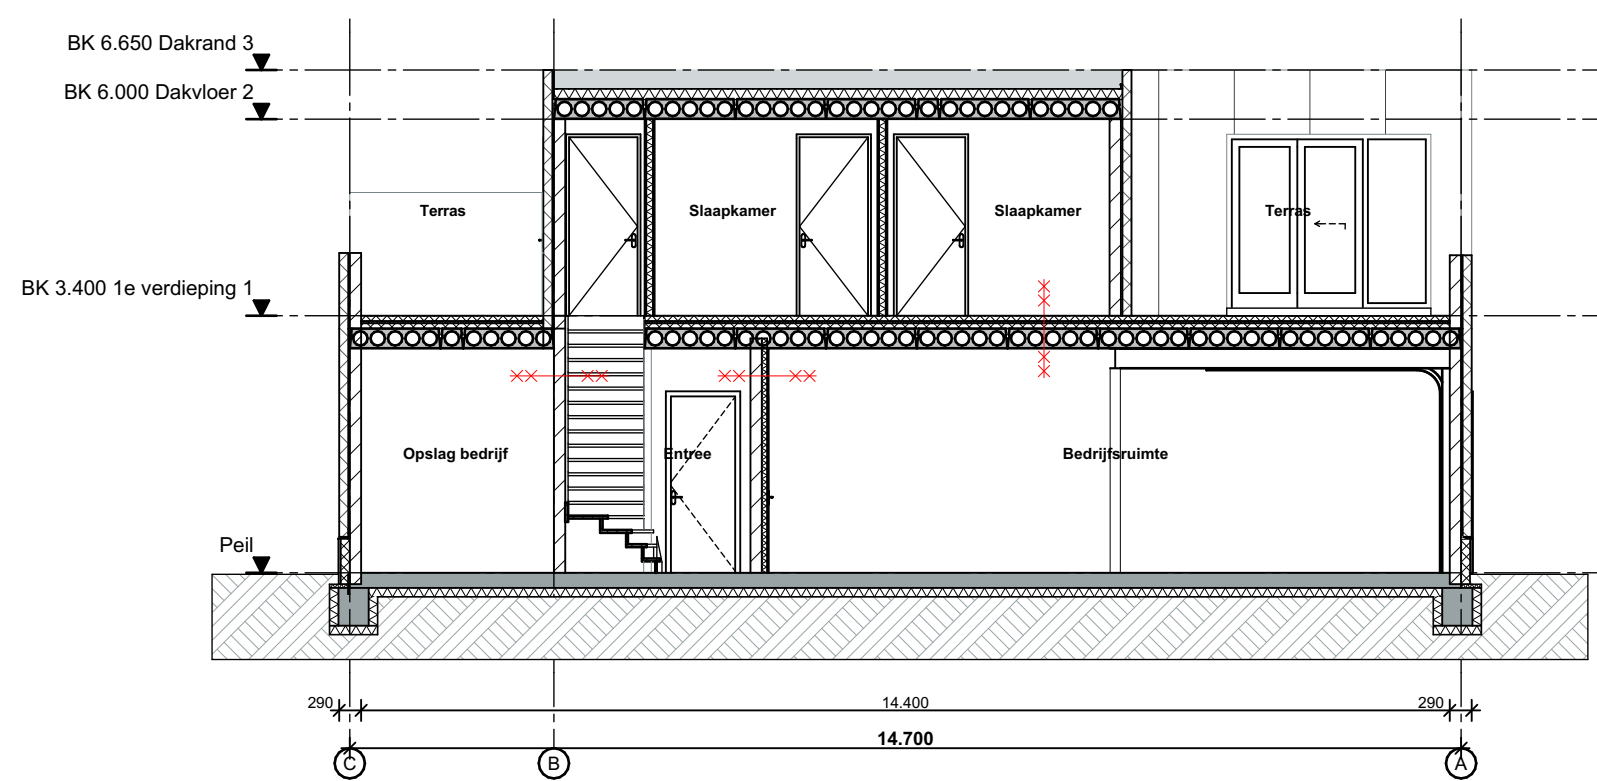 BK 6.650 Dakrand 3
BK 6.000 Dakvloer 2
Terras
Slaapkamer
Slaapkamer
Terras
BK 3.400 1e verdieping 1
Opslag bedrijf
Entree
Bedrijfsruimte
Peil
290
14.400
290
14.700
C
B
A